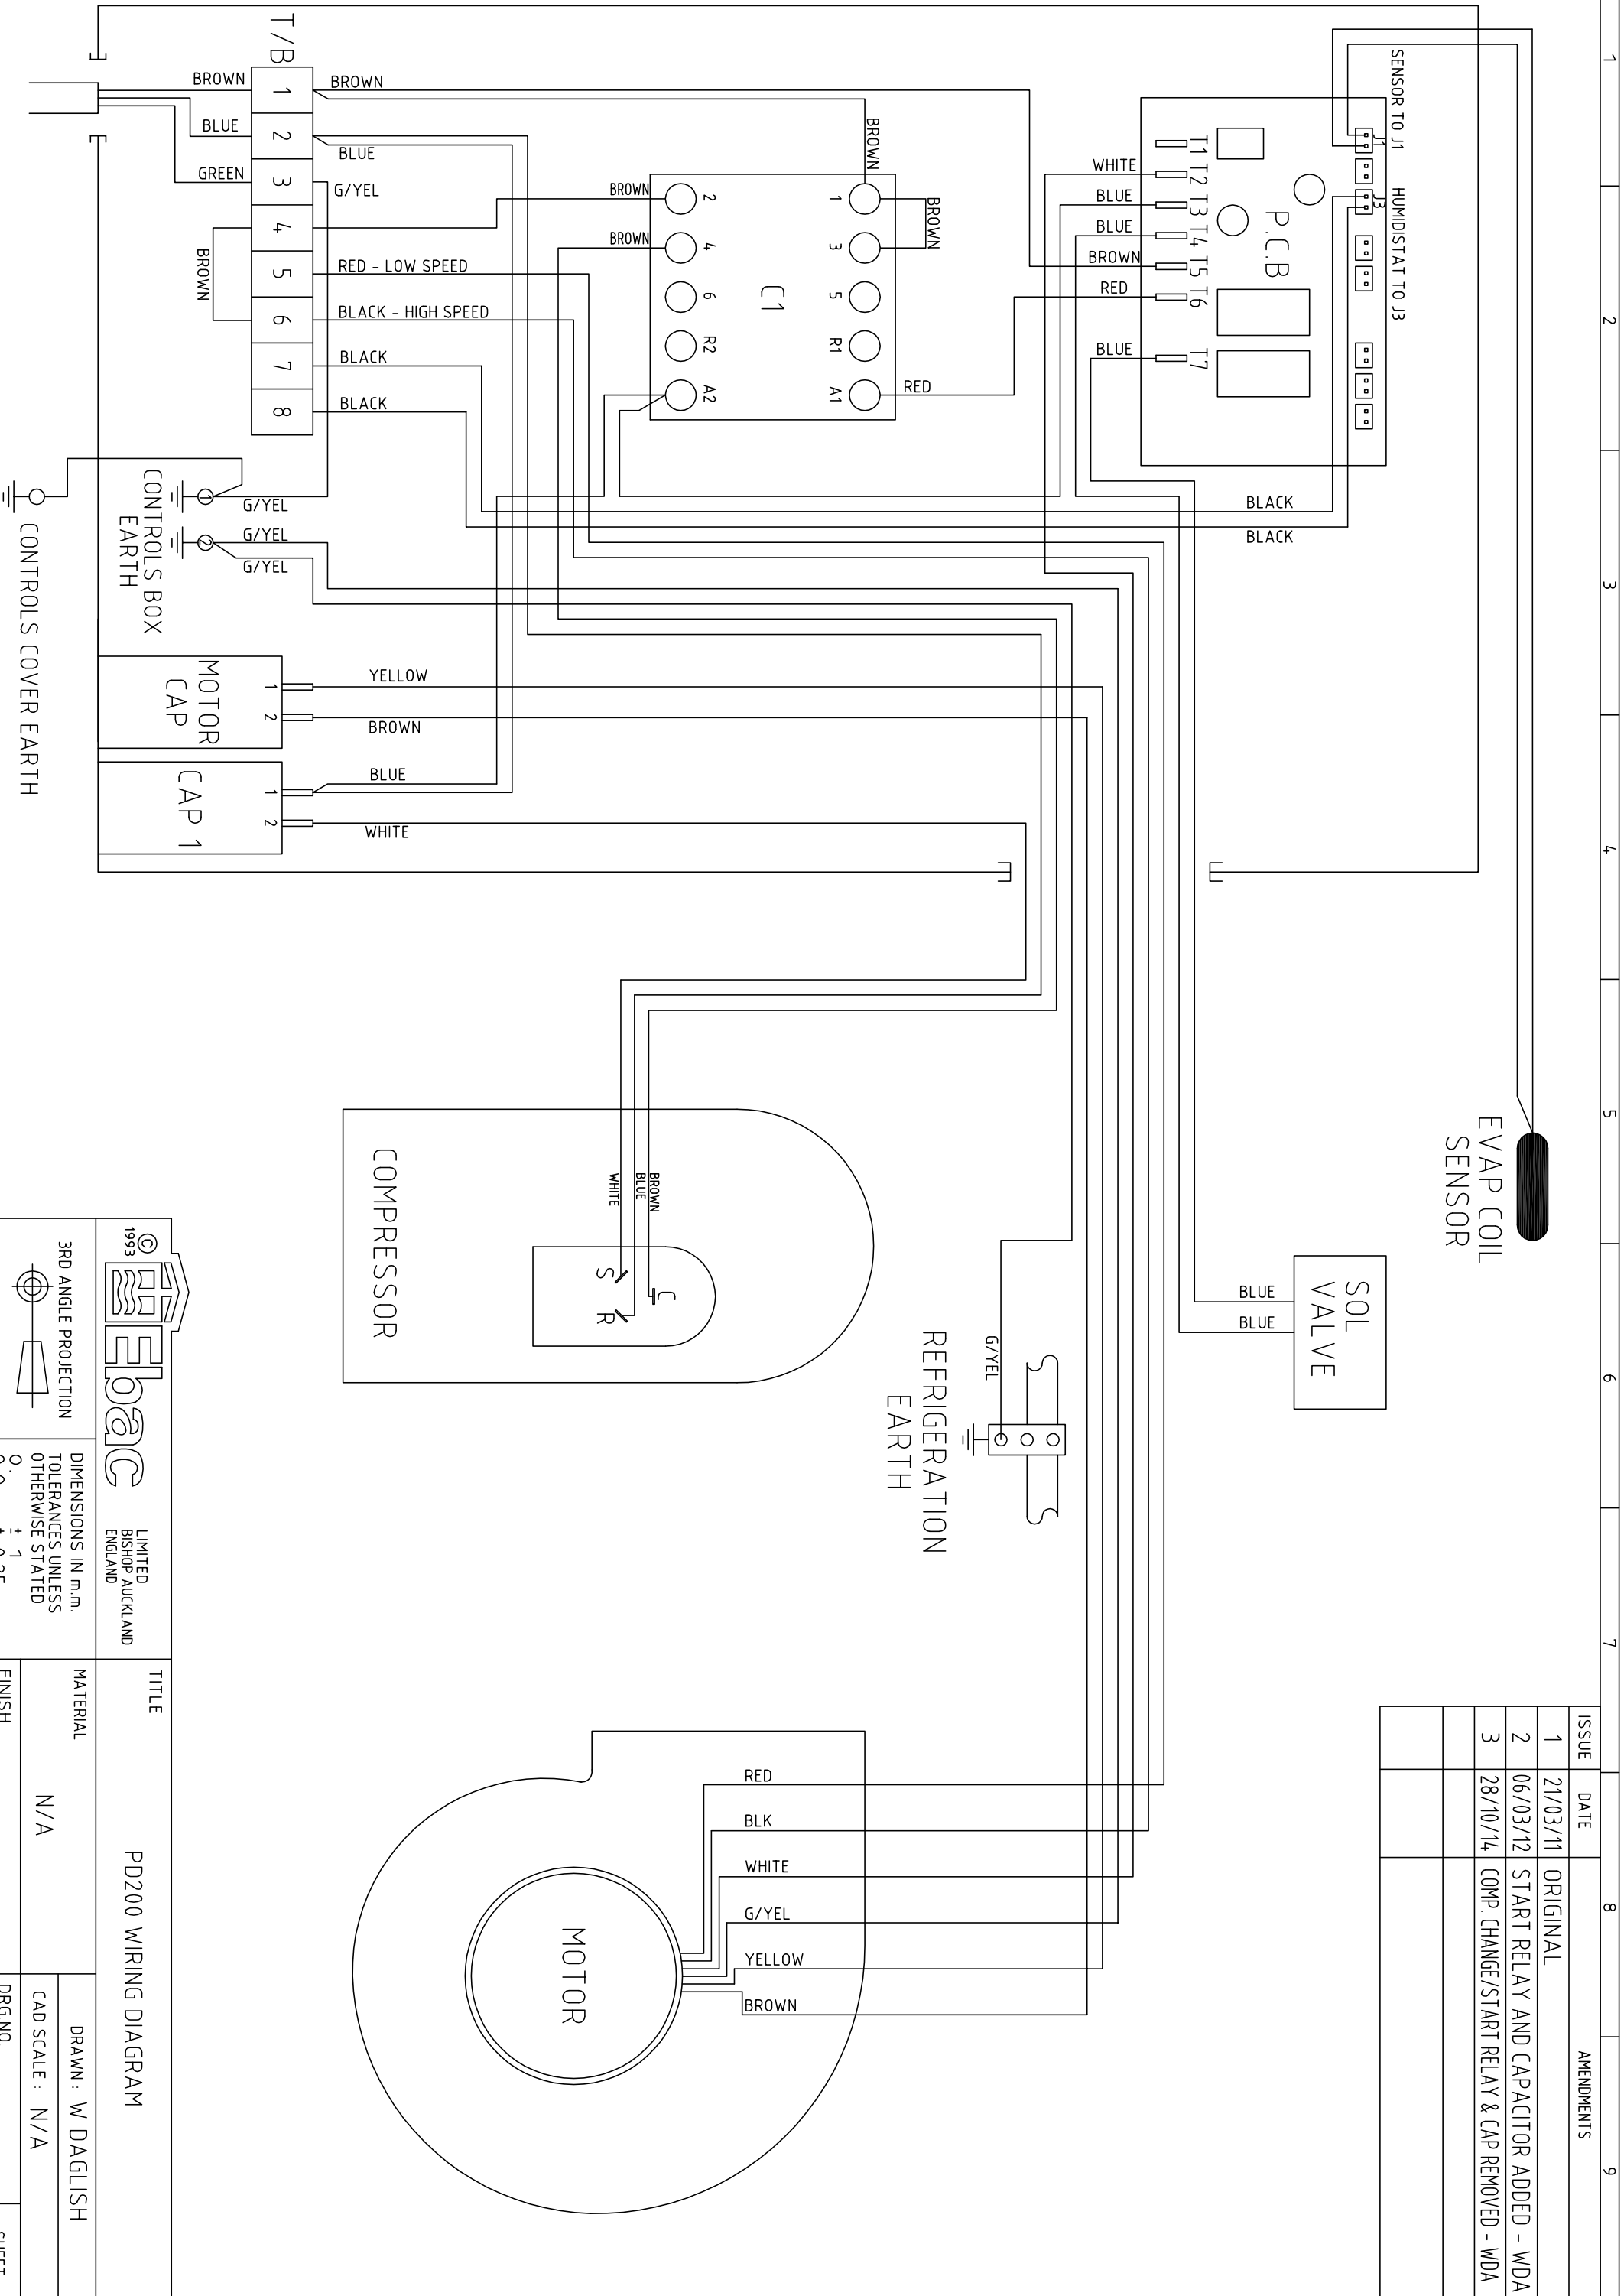 1
2
3
4
5
6
7
8
9
SENSOR TO J1
HUMIDISTAT TO J3
J1
J3
P.C.B
T1
T2
T3
T4
T5
T6
T7
WHITE
BLUE
BLUE
BROWN
RED
BLUE
T/B
1
2
3
4
5
6
7
8
BROWN
BLUE
GREEN
BROWN
BROWN
BLUE
G/YEL
RED - LOW SPEED
BLACK - HIGH SPEED
BLACK
BLACK
BROWN
BROWN
BROWN
BROWN
C1
1
3
5
R1
A1
2
4
6
R2
A2
RED
BLACK
BLACK
1
2
G/YEL
G/YEL
G/YEL
CONTROLS BOX
EARTH
CONTROLS COVER EARTH
MOTOR
CAP
1
2
YELLOW
BROWN
CAP 1
1
2
BLUE
WHITE
EVAP COIL
SENSOR
SOL
VALVE
BLUE
BLUE
COMPRESSOR
BROWN
BLUE
WHITE
C
S
R
REFRIGERATION
EARTH
G/YEL
MOTOR
RED
BLK
WHITE
G/YEL
YELLOW
BROWN
ISSUE DATE AMENDMENTS
1 21/03/11 ORIGINAL
2 06/03/12 START RELAY AND CAPACITOR ADDED - WDA
3 28/10/14 COMP. CHANGE/START RELAY & CAP REMOVED - WDA
© 1993
Ebac
LIMITED
BISHOP AUCKLAND
ENGLAND
3RD ANGLE PROJECTION
DIMENSIONS IN m.m.
TOLERANCES UNLESS
OTHERWISE STATED
O. ± 1
TITLE
PD200 WIRING DIAGRAM
MATERIAL
N/A
FINISH
DRAWN: W DAGLISH
CAD SCALE: N/A
DRG NO.
SHEET